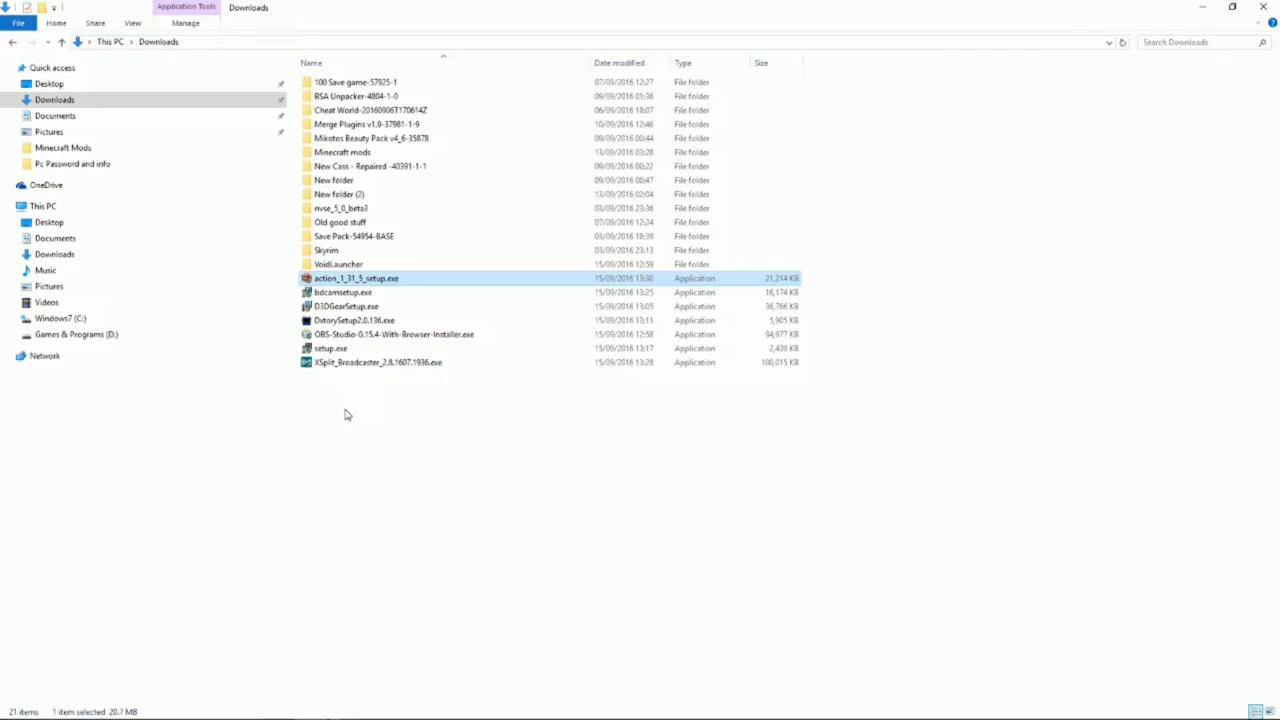 Application Tools Downloads
File Home Share View Manage
This PC > Downloads Search Downloads
Name Date modified Type Size
Quick access
Desktop
Downloads
Documents
Pictures
Minecraft Mods
Pc Password and info
OneDrive
This PC
Desktop
Documents
Downloads
Music
Pictures
Videos
Windows7 (C:)
Games & Programs (D:)
Network
100 Save game-57925-1 07/09/2016 12:27 File folder
BSA Unpacker-4804-1-0 09/09/2016 01:36 File folder
Cheat World-20160906T170614Z 06/09/2016 18:07 File folder
Merge Plugins v1.9-37981-1-9 10/09/2016 12:46 File folder
Mikotos Beauty Pack v4_6-35878 09/09/2016 00:44 File folder
Minecraft mods 13/09/2016 03:28 File folder
New Cass - Repaired -40391-1-1 09/09/2016 00:22 File folder
New folder 09/09/2016 00:47 File folder
New folder (2) 13/09/2016 02:04 File folder
nvse_5_0_beta3 03/09/2016 23:36 File folder
Old good stuff 07/09/2016 12:24 File folder
Save Pack-54954-BASE 03/09/2016 18:39 File folder
Skyrim 03/09/2016 23:13 File folder
VoidLauncher 15/09/2016 12:59 File folder
action_1_31_5_setup.exe 15/09/2016 13:30 Application 21,214 KB
bdcamsetup.exe 15/09/2016 13:25 Application 16,174 KB
D3DGearSetup.exe 15/09/2016 13:05 Application 36,766 KB
DxtorySetup2.0.136.exe 15/09/2016 13:11 Application 5,905 KB
OBS-Studio-0.15.4-With-Browser-Installer.exe 15/09/2016 12:58 Application 94,977 KB
setup.exe 15/09/2016 13:17 Application 2,439 KB
XSplit_Broadcaster_2.8.1607.1936.exe 15/09/2016 13:28 Application 100,015 KB
21 items 1 item selected 20.7 MB